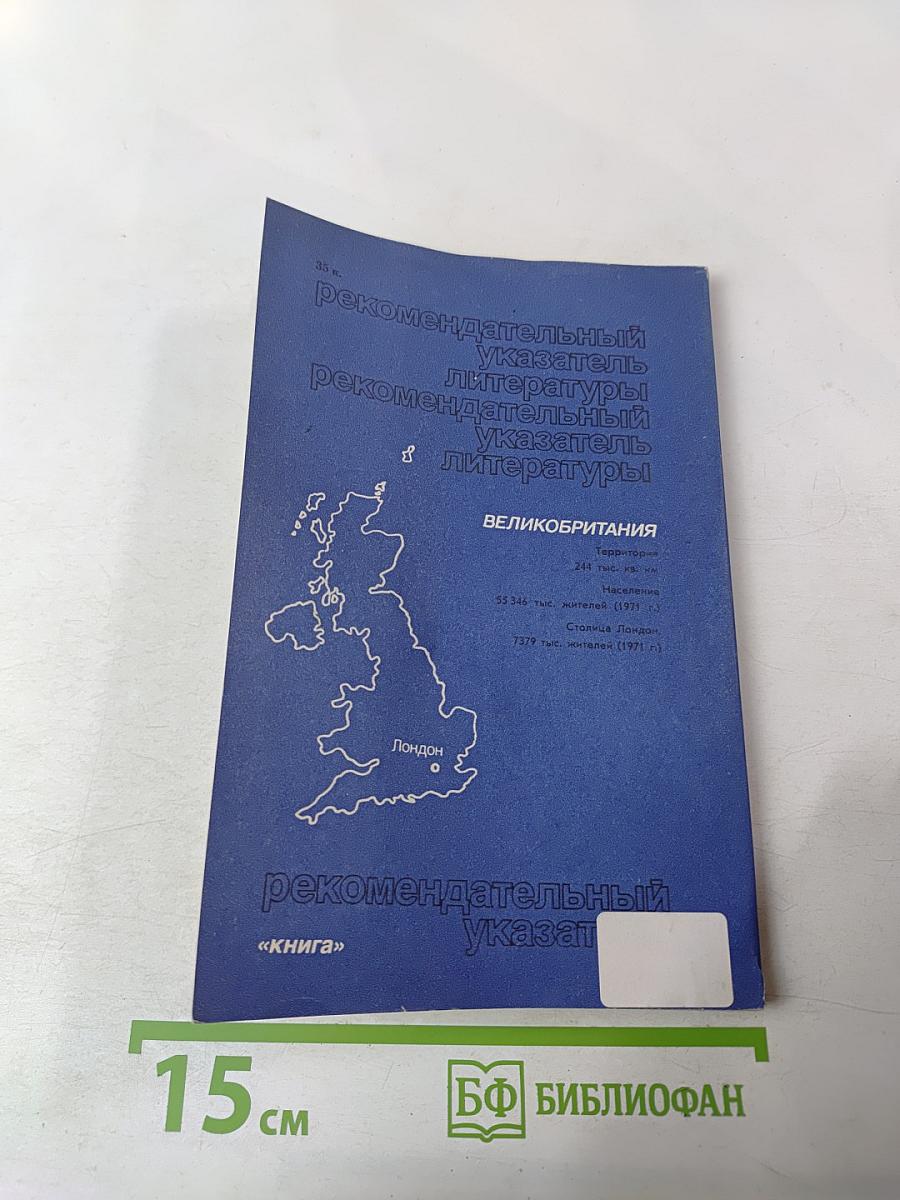 35 к.
рекомендательный
указатель
литературы
рекомендательный
указатель
литературы
ВЕЛИКОБРИТАНИЯ
Территория
244 тыс. кв. км
Население
55 346 тыс. жителей (1971 г.)
Столица Лондон,
7379 тыс. жителей (1971 г.)
Лондон
рекомендательный
«книга»
15 см
БФ БИБЛИОФАН